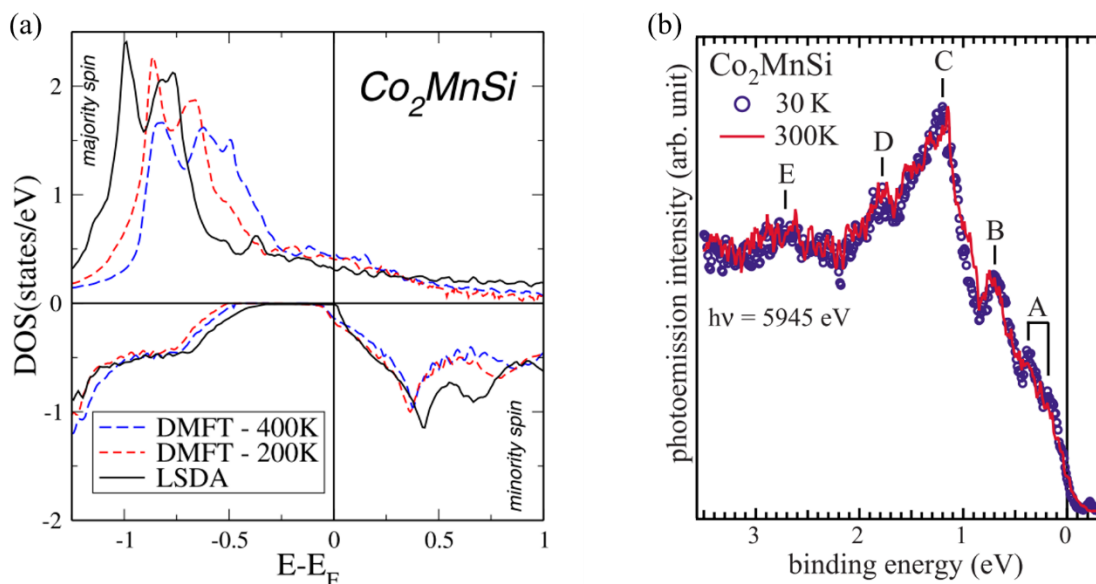 (a)
2
1
0
-1
-2
DOS(states/eV)
majority spin
Co₂MnSi
DMFT - 400K
DMFT - 200K
LSDA
minority spin
-1
-0.5
0
0.5
1
E-E_F
(b)
Co₂MnSi
30 K
300K
C
D
E
B
A
hν = 5945 eV
photoemission intensity (arb. unit)
3
2
1
0
binding energy (eV)